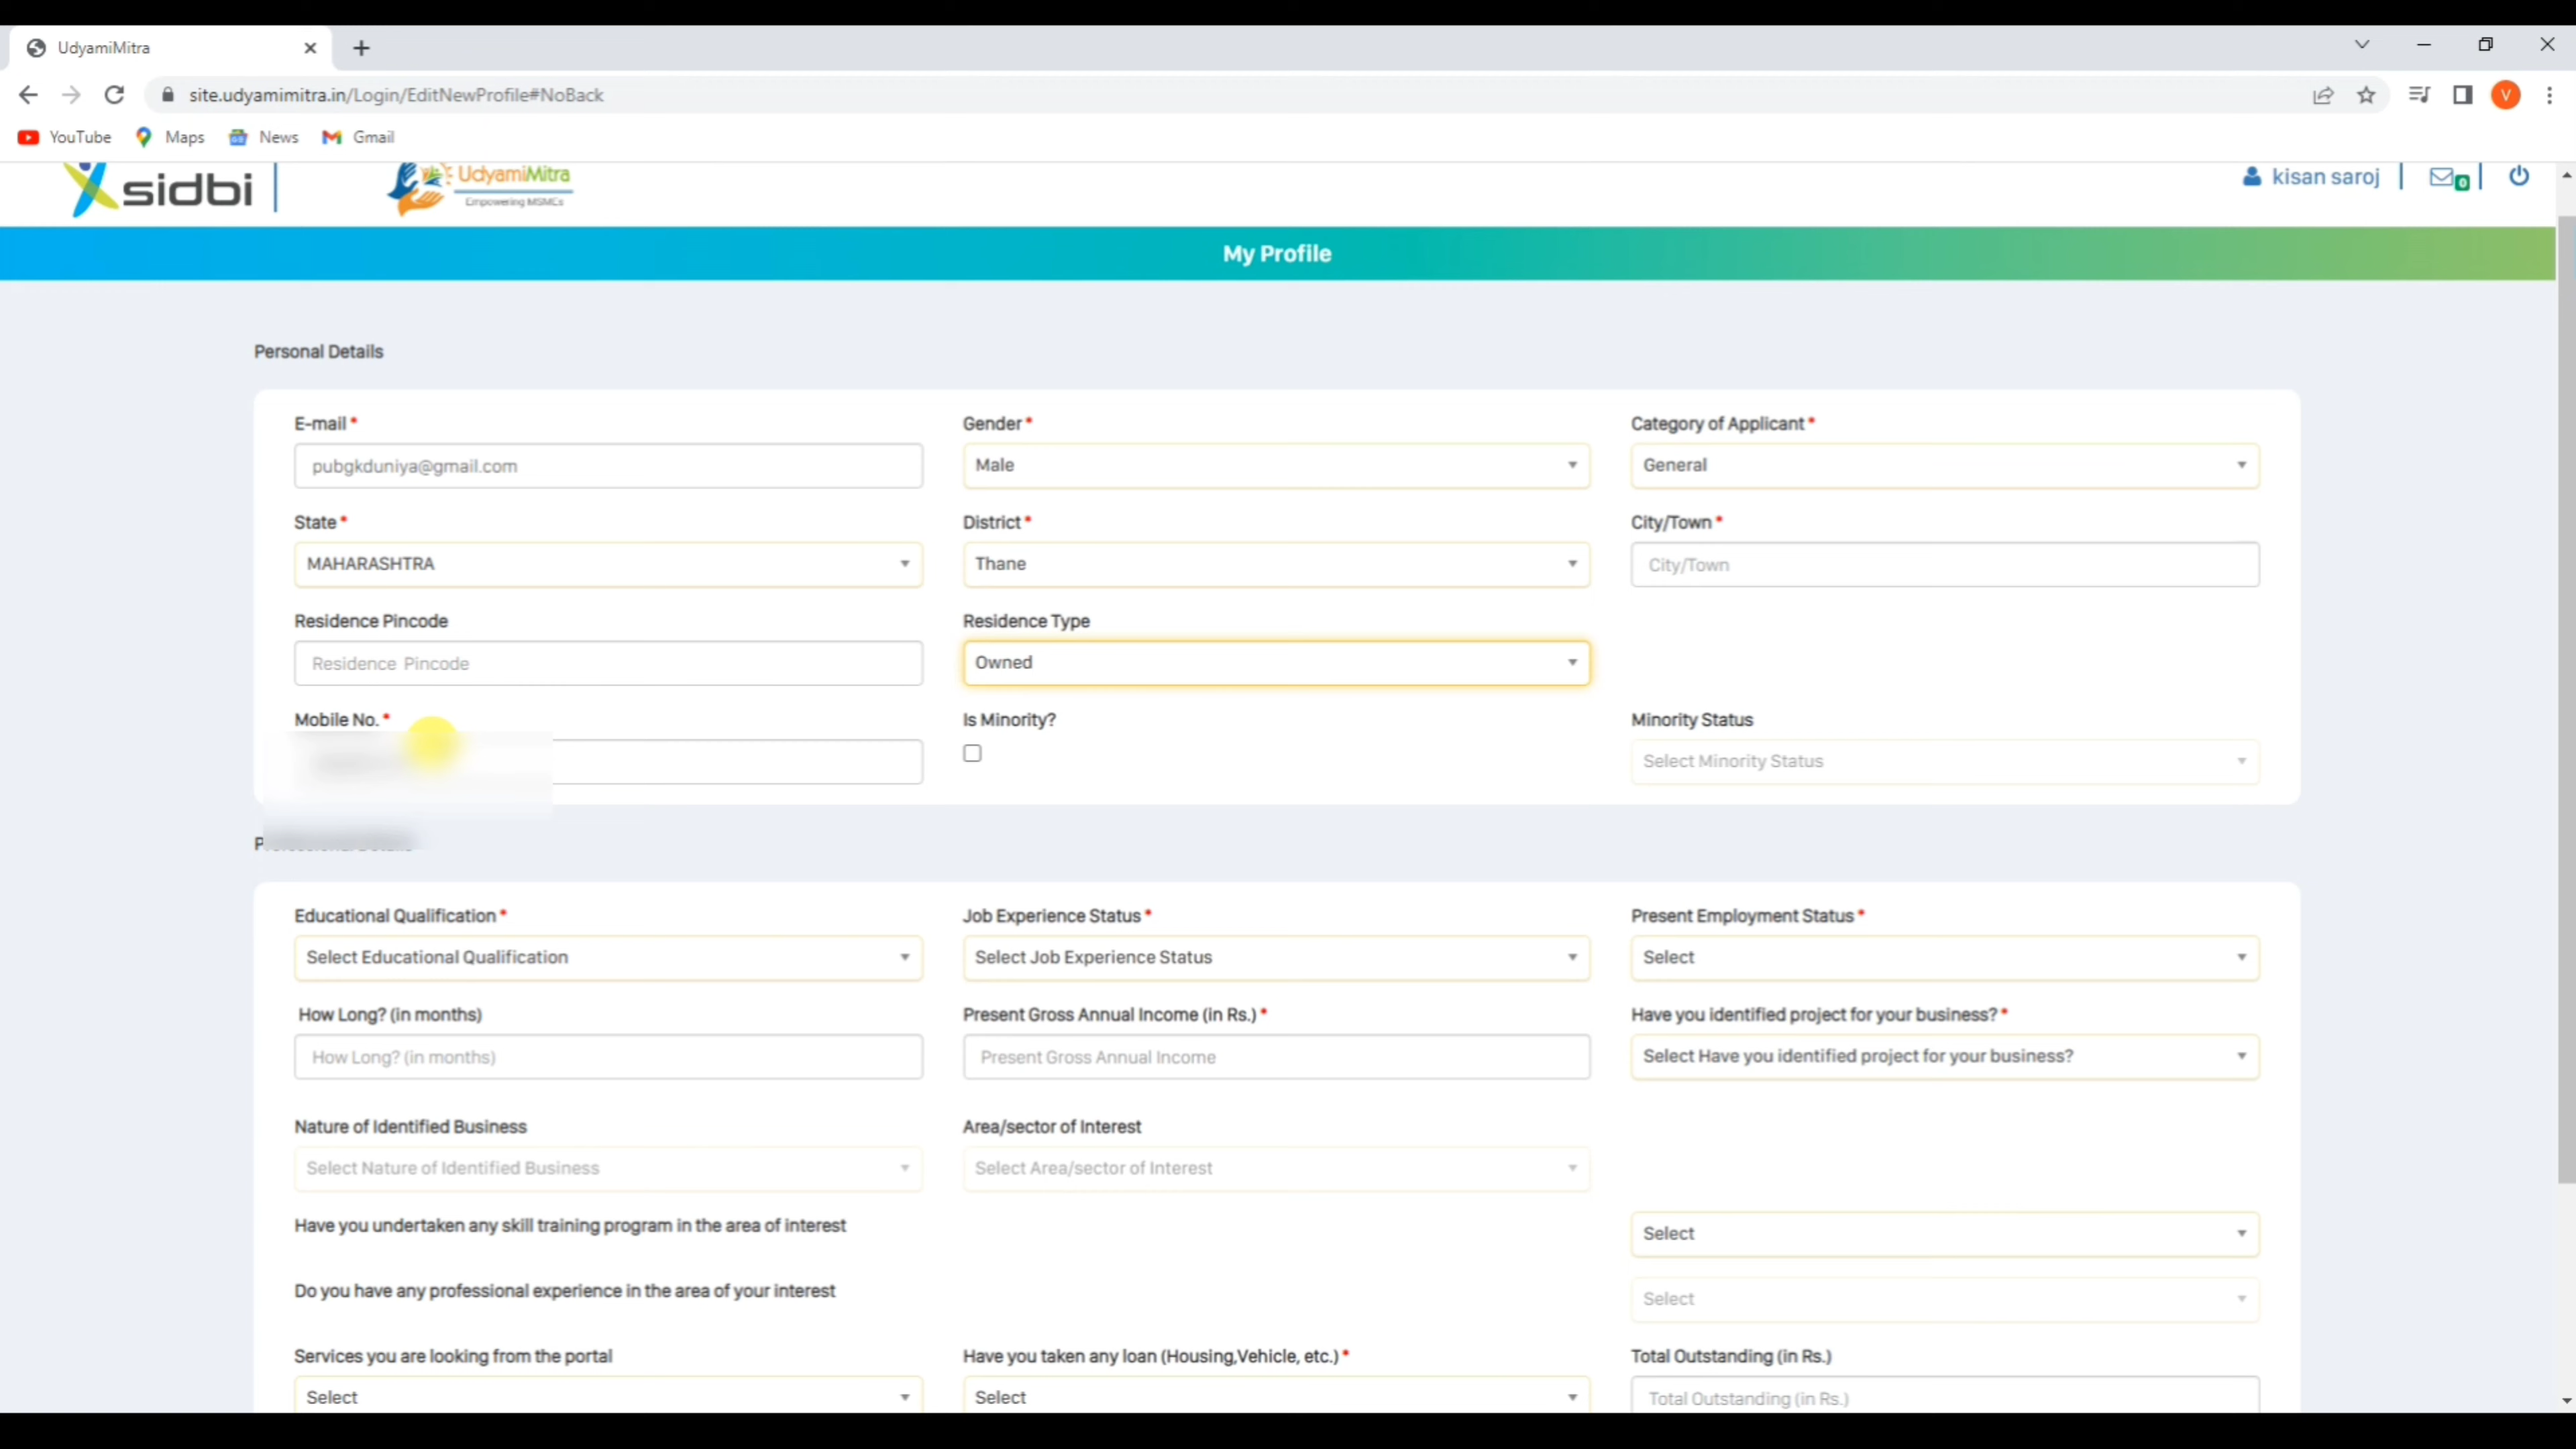 UdyamiMitra
site.udyamimitra.in/Login/EditNewProfile#NoBack
V
YouTube Maps News Gmail
sidbi UdyamiMitra kisan saroj 0
Empowering MSMEs
My Profile
Personal Details
E-mail * Gender * Category of Applicant *
pubgkduniya@gmail.com Male General
State * District * City/Town *
MAHARASHTRA Thane City/Town
Residence Pincode Residence Type
Residence Pincode Owned
Mobile No. * Is Minority? Minority Status
Select Minority Status
Educational Qualification * Job Experience Status * Present Employment Status *
Select Educational Qualification Select Job Experience Status Select
How Long? (in months) Present Gross Annual Income (in Rs.) * Have you identified project for your business? *
How Long? (in months) Present Gross Annual Income Select Have you identified project for your business?
Nature of Identified Business Area/sector of Interest
Select Nature of Identified Business Select Area/sector of Interest
Have you undertaken any skill training program in the area of interest Select
Do you have any professional experience in the area of your interest Select
Services you are looking from the portal Have you taken any loan (Housing,Vehicle, etc.) * Total Outstanding (in Rs.)
Select Select Total Outstanding (in Rs.)